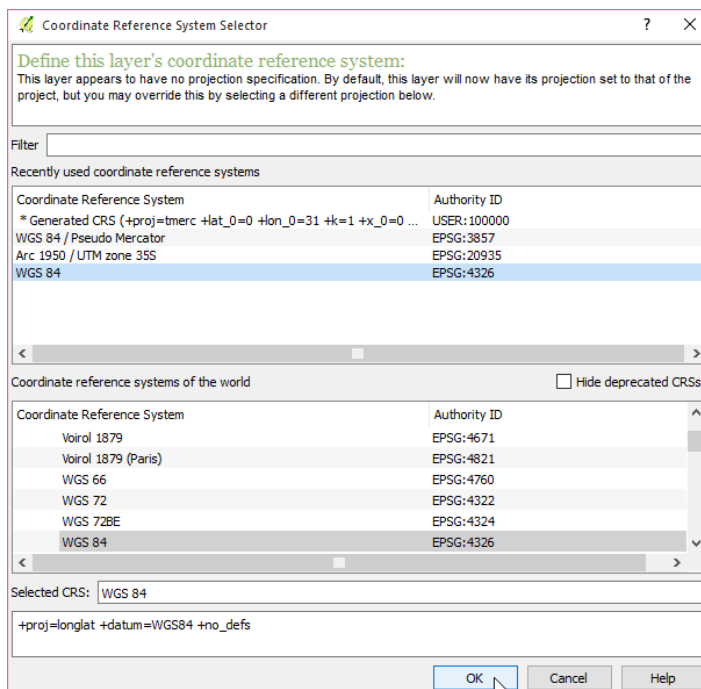 Coordinate Reference System Selector ? X
Define this layer's coordinate reference system:
This layer appears to have no projection specification. By default, this layer will now have its projection set to that of the
project, but you may override this by selecting a different projection below.
Filter
Recently used coordinate reference systems
Coordinate Reference System Authority ID
* Generated CRS (+proj=tmerc +lat_0=0 +lon_0=31 +k=1 +x_0=0 ... USER:100000
WGS 84 / Pseudo Mercator EPSG:3857
Arc 1950 / UTM zone 35S EPSG:20935
WGS 84 EPSG:4326
Coordinate reference systems of the world Hide deprecated CRSs
Coordinate Reference System Authority ID
Voirol 1879 EPSG:4671
Voirol 1879 (Paris) EPSG:4821
WGS 66 EPSG:4760
WGS 72 EPSG:4322
WGS 72BE EPSG:4324
WGS 84 EPSG:4326
Selected CRS: WGS 84
+proj=longlat +datum=WGS84 +no_defs
OK Cancel Help